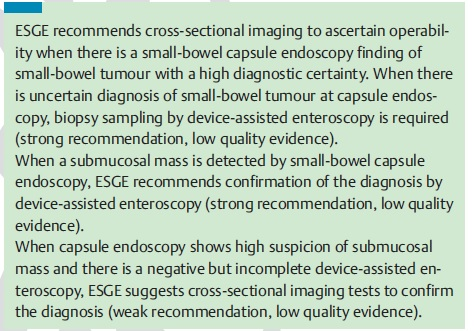 ESGE recommends cross-sectional imaging to ascertain operabil-
ity when there is a small-bowel capsule endoscopy finding of
small-bowel tumour with a high diagnostic certainty. When there
is uncertain diagnosis of small-bowel tumour at capsule endos-
copy, biopsy sampling by device-assisted enteroscopy is required
(strong recommendation, low quality evidence).
When a submucosal mass is detected by small-bowel capsule
endoscopy, ESGE recommends confirmation of the diagnosis by
device-assisted enteroscopy (strong recommendation, low quality
evidence).
When capsule endoscopy shows high suspicion of submucosal
mass and there is a negative but incomplete device-assisted en-
teroscopy, ESGE suggests cross-sectional imaging tests to confirm
the diagnosis (weak recommendation, low quality evidence).